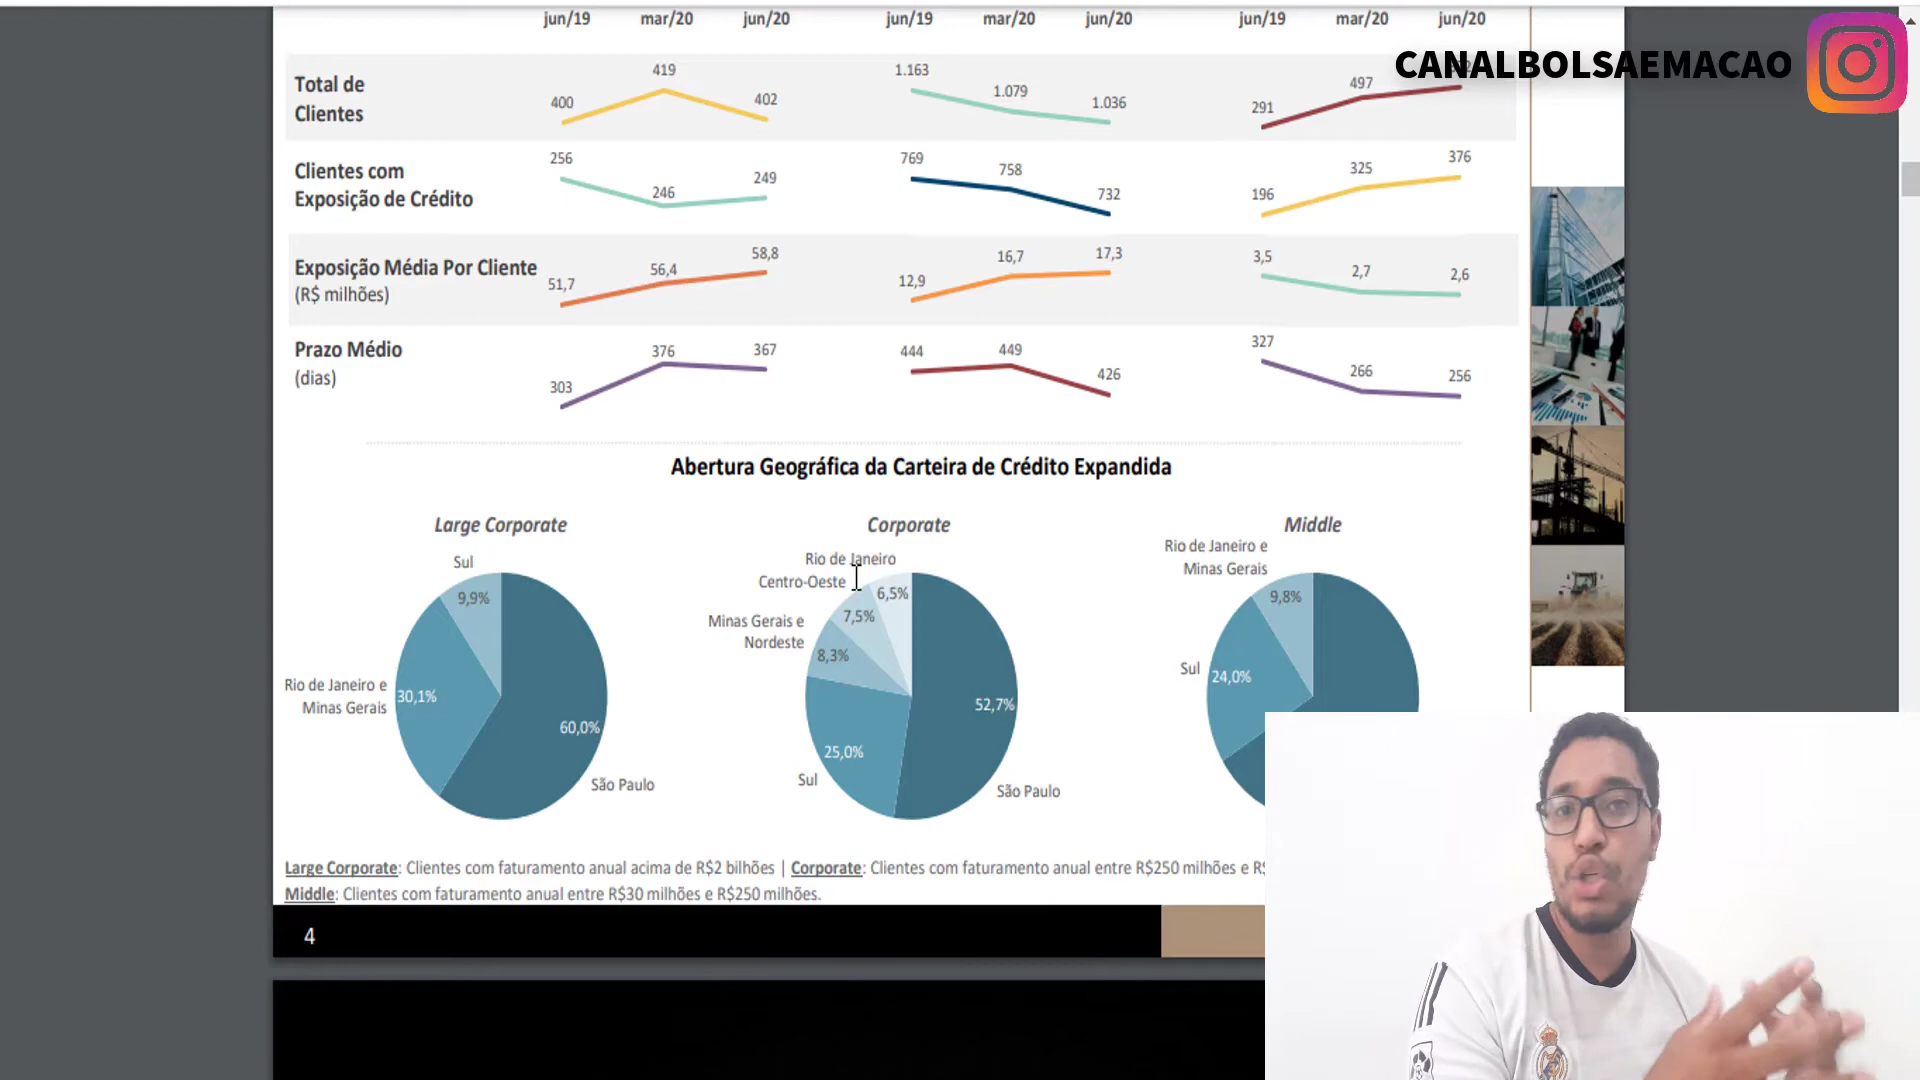 jun/19 mar/20 jun/20 jun/19 mar/20 jun/20 jun/19 mar/20 jun/20
CANALBOLSAEMACAO
Total de
Clientes
400 419 402 1.163 1.079 1.036 291 497
Clientes com
Exposição de Crédito
256 246 249 769 758 732 196 325 376
Exposição Média Por Cliente
(R$ milhões)
51,7 56,4 58,8 12,9 16,7 17,3 3,5 2,7 2,6
Prazo Médio
(dias)
303 376 367 444 449 426 327 266 256
Abertura Geográfica da Carteira de Crédito Expandida
Large Corporate
Sul
9,9%
Rio de Janeiro e
Minas Gerais
30,1%
60,0%
São Paulo
Corporate
Rio de Janeiro
Centro-Oeste
6,5%
7,5%
Minas Gerais e
Nordeste
8,3%
52,7%
25,0%
Sul
São Paulo
Middle
Rio de Janeiro e
Minas Gerais
9,8%
Sul
24,0%
Large Corporate: Clientes com faturamento anual acima de R$2 bilhões | Corporate: Clientes com faturamento anual entre R$250 milhões e
Middle: Clientes com faturamento anual entre R$30 milhões e R$250 milhões.
4